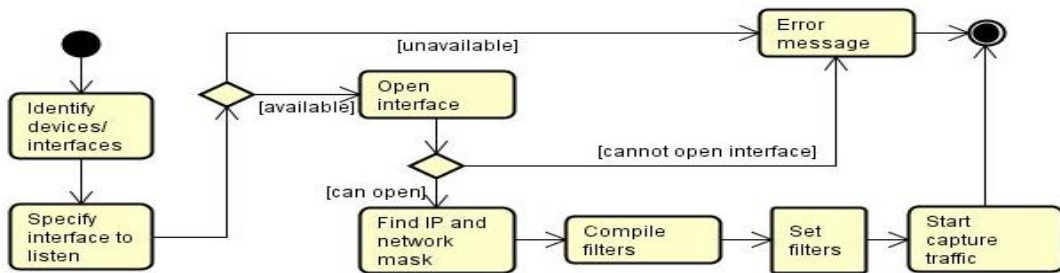 Identify
devices/
interfaces
Specify
interface to
listen
[unavailable]
[available]
Open
interface
[cannot open interface]
Error
message
[can open]
Find IP and
network
mask
Compile
filters
Set
filters
Start
capture
traffic